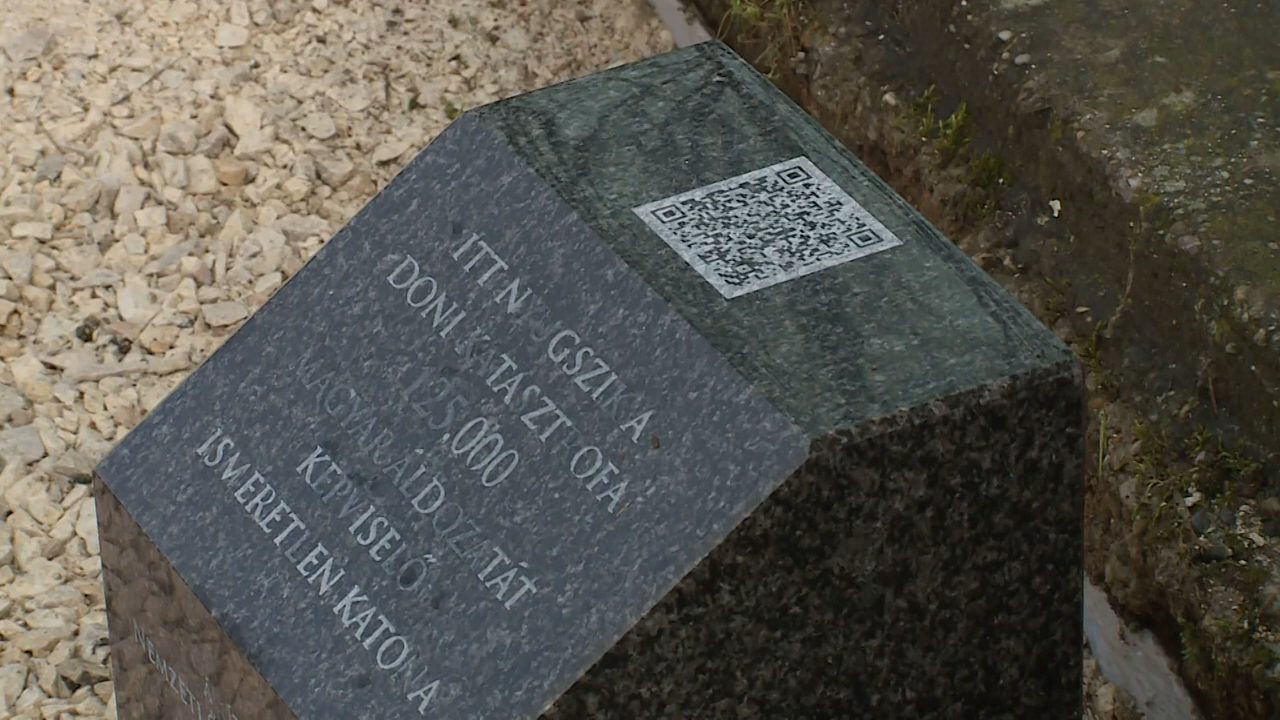 ITT NYUGSZIK A
DONI KATASZTRÓFA
125.000
MAGYAR ÁLDOZATÁT
KÉPVISELŐ
ISMERETLEN KATONA
A